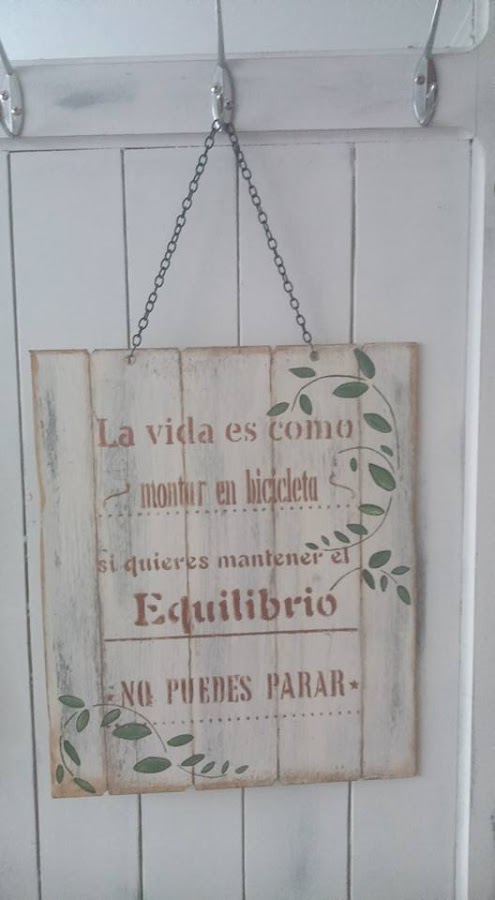 La vida es como
montar en bicicleta
si quieres mantener el
Equilibrio
NO PUEDES PARAR